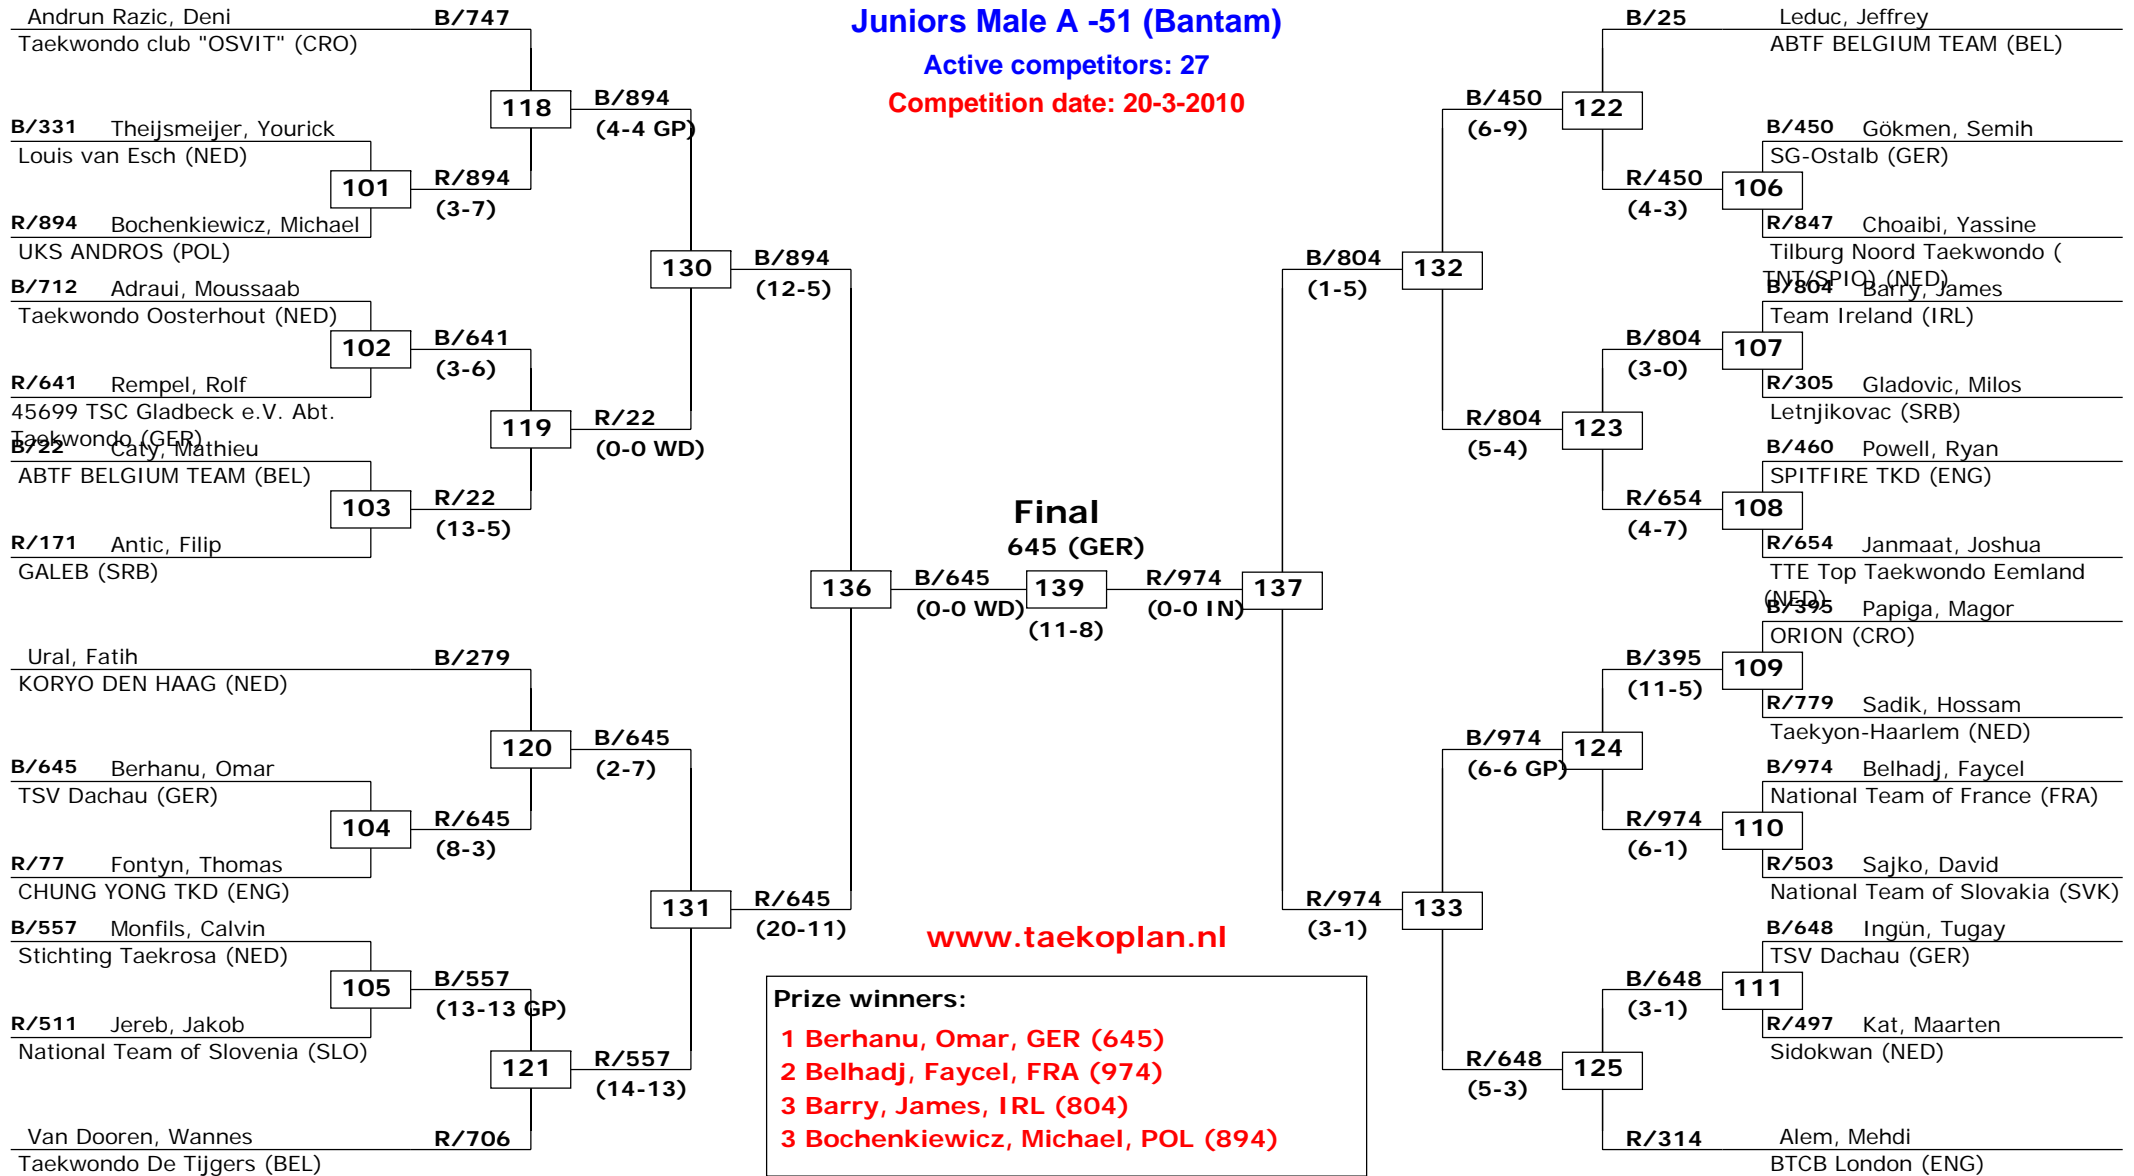 Juniors Male A -51 (Bantam)
Active competitors: 27
Competition date: 20-3-2010
Andrun Razic, Deni
B/747
Taekwondo club "OSVIT" (CRO)
118
B/894
(4-4 GP)
B/331 Theijsmeijer, Yourick
Louis van Esch (NED)
101
R/894
(3-7)
R/894 Bochenkiewicz, Michael
UKS ANDROS (POL)
130
B/894
(12-5)
B/712 Adraui, Moussaab
Taekwondo Oosterhout (NED)
102
B/641
(3-6)
R/641 Rempel, Rolf
45699 TSC Gladbeck e.V. Abt.
Taekwondo (GER)
119
R/22
(0-0 WD)
B/22 Caty, Mathieu
ABTF BELGIUM TEAM (BEL)
103
R/22
(13-5)
R/171 Antic, Filip
GALEB (SRB)
136
B/645
(0-0 WD)
Ural, Fatih
B/279
KORYO DEN HAAG (NED)
120
B/645
(2-7)
B/645 Berhanu, Omar
TSV Dachau (GER)
104
R/645
(8-3)
R/77 Fontyn, Thomas
CHUNG YONG TKD (ENG)
131
R/645
(20-11)
B/557 Monfils, Calvin
Stichting Taekrosa (NED)
105
B/557
(13-13 GP)
R/511 Jereb, Jakob
National Team of Slovenia (SLO)
121
R/557
(14-13)
Van Dooren, Wannes
R/706
Taekwondo De Tijgers (BEL)
Final
645 (GER)
139
(11-8)
R/974
(0-0 IN)
137
B/25 Leduc, Jeffrey
ABTF BELGIUM TEAM (BEL)
B/450
(6-9)
122
B/450 Gökmen, Semih
SG-Ostalb (GER)
R/450
(4-3)
106
R/847 Choaibi, Yassine
Tilburg Noord Taekwondo (
TNT/SPIO) (NED)
B/804
(1-5)
132
B/804 Barry, James
Team Ireland (IRL)
B/804
(3-0)
107
R/305 Gladovic, Milos
Letnjikovac (SRB)
R/804
(5-4)
123
B/460 Powell, Ryan
SPITFIRE TKD (ENG)
R/654
(4-7)
108
R/654 Janmaat, Joshua
TTE Top Taekwondo Eemland
(NED)
B/395 Papiga, Magor
ORION (CRO)
B/395
(11-5)
109
R/779 Sadik, Hossam
Taekyon-Haarlem (NED)
B/974
(6-6 GP)
124
B/974 Belhadj, Faycel
National Team of France (FRA)
R/974
(6-1)
110
R/503 Sajko, David
National Team of Slovakia (SVK)
R/974
(3-1)
133
B/648 Ingün, Tugay
TSV Dachau (GER)
B/648
(3-1)
111
R/497 Kat, Maarten
Sidokwan (NED)
R/648
(5-3)
125
R/314 Alem, Mehdi
BTCB London (ENG)
www.taekoplan.nl
Prize winners:
1 Berhanu, Omar, GER (645)
2 Belhadj, Faycel, FRA (974)
3 Barry, James, IRL (804)
3 Bochenkiewicz, Michael, POL (894)